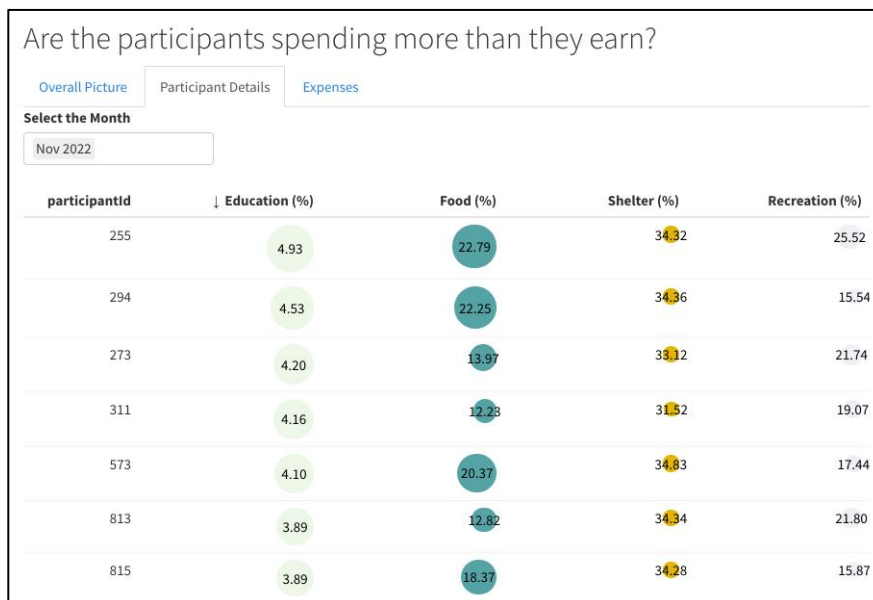 Are the participants spending more than they earn?
Overall Picture Participant Details Expenses
Select the Month
Nov 2022
participantId ↓ Education (%) Food (%) Shelter (%) Recreation (%)
255 4.93 22.79 34.32 25.52
294 4.53 22.25 34.36 15.54
273 4.20 13.97 33.12 21.74
311 4.16 12.23 31.52 19.07
573 4.10 20.37 34.83 17.44
813 3.89 12.82 34.34 21.80
815 3.89 18.37 34.28 15.87